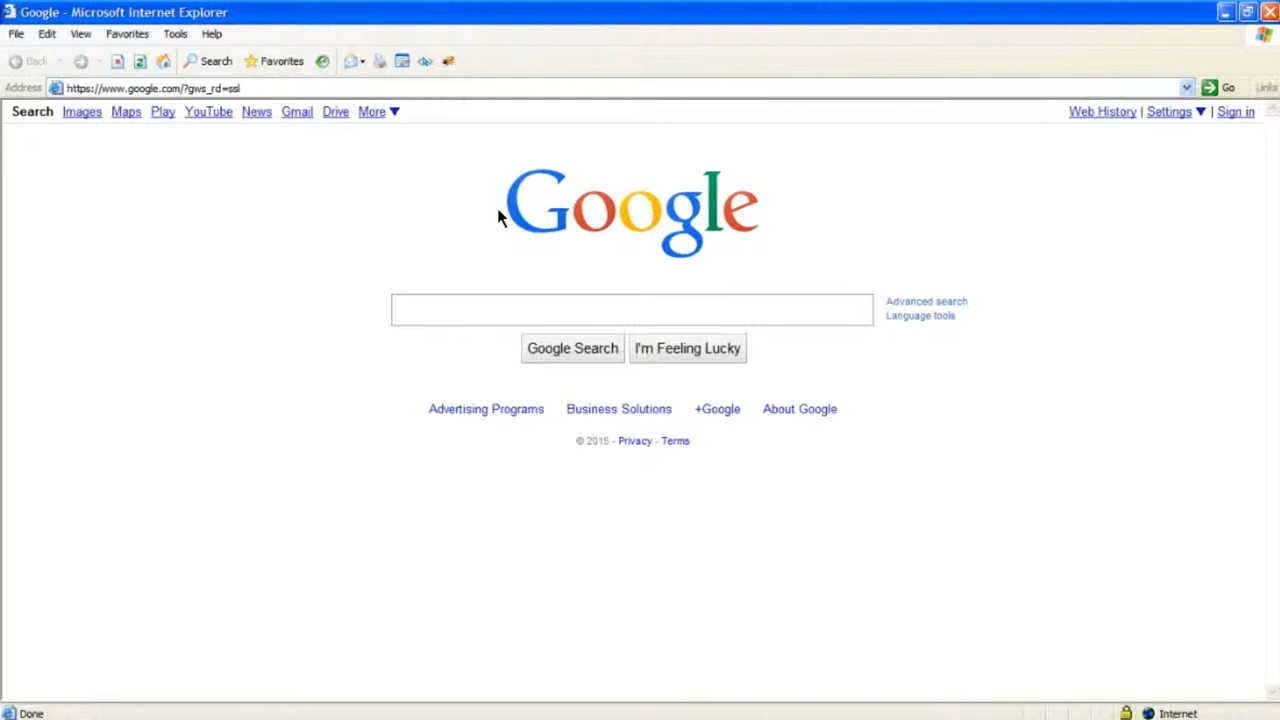 Google - Microsoft Internet Explorer
File Edit View Favorites Tools Help
Back Search Favorites
Address https://www.google.com/?gws_rd=ssl Go Links
Search Images Maps Play YouTube News Gmail Drive More ▼ Web History | Settings ▼ | Sign in
Google
Advanced search
Language tools
Google Search I'm Feeling Lucky
Advertising Programs Business Solutions +Google About Google
© 2015 - Privacy - Terms
Done Internet